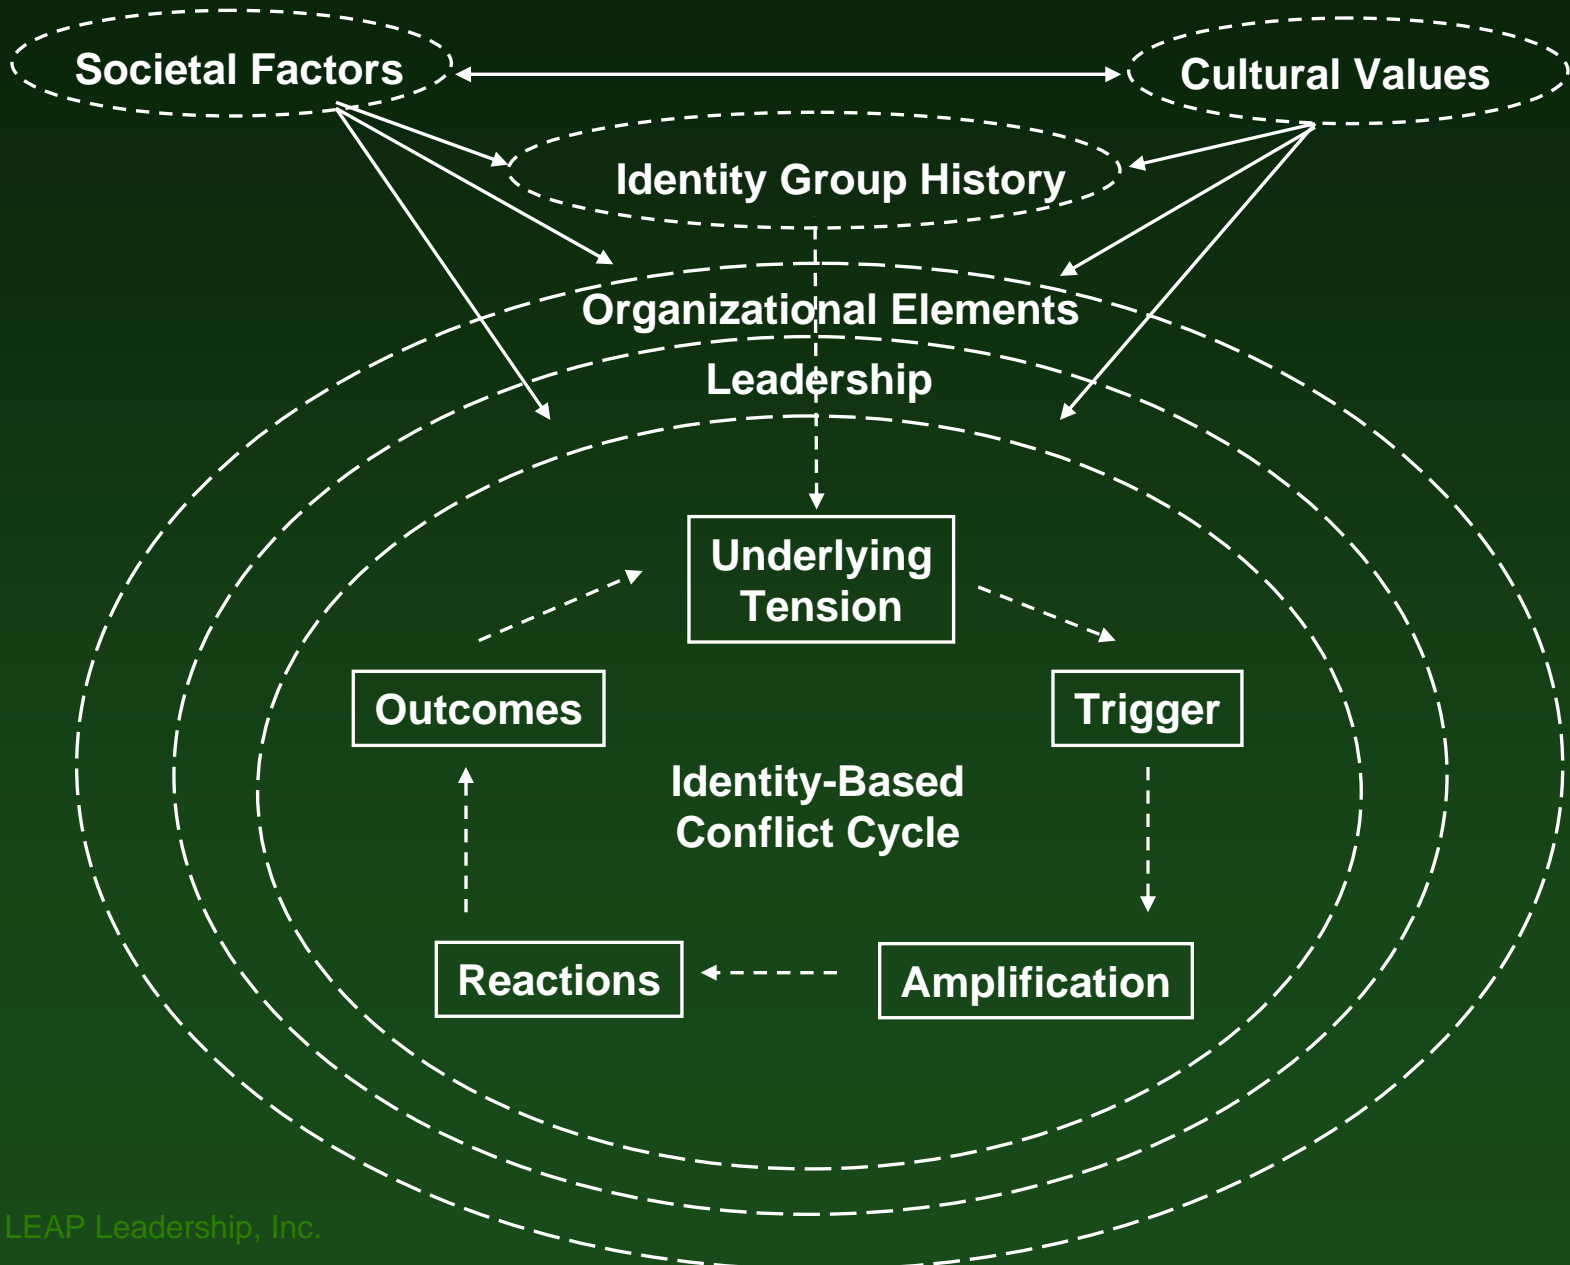 Societal Factors
Cultural Values
Identity Group History
Organizational Elements
Leadership
Underlying
Tension
Outcomes
Trigger
Identity-Based
Conflict Cycle
Reactions
Amplification
LEAP Leadership, Inc.